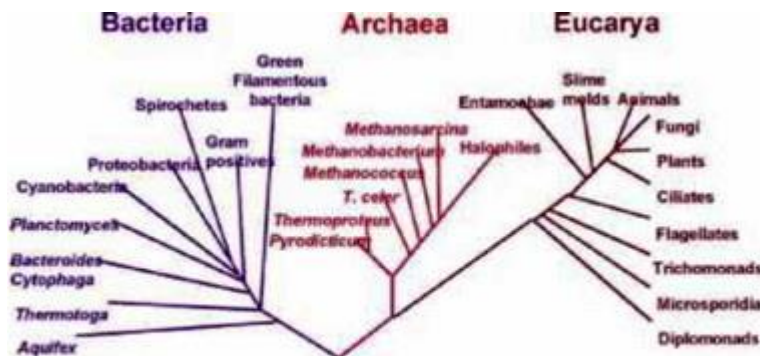 Bacteria
Archaea
Eucarya
Green
Filamentous
bacteria
Spirochetes
Gram
positives
Proteobacteria
Cyanobacteria
Planctomyces
Bacteroides
Cytophaga
Thermotoga
Aquifex
Methanosarcina
Methanobacterium
Halophiles
Methanococcus
T. celer
Thermoproteus
Pyrodicticum
Entamoebae
Slime
molds
Animals
Fungi
Plants
Ciliates
Flagellates
Trichomonads
Microsporidia
Diplomonads